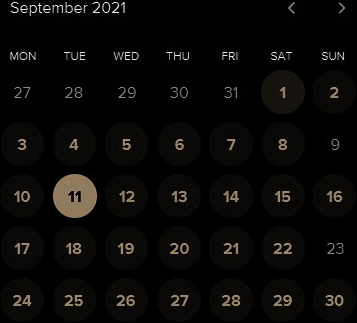 September 2021 < >
MON TUE WED THU FRI SAT SUN
27 28 29 30 31 1 2
3 4 5 6 7 8 9
10 11 12 13 14 15 16
17 18 19 20 21 22 23
24 25 26 27 28 29 30